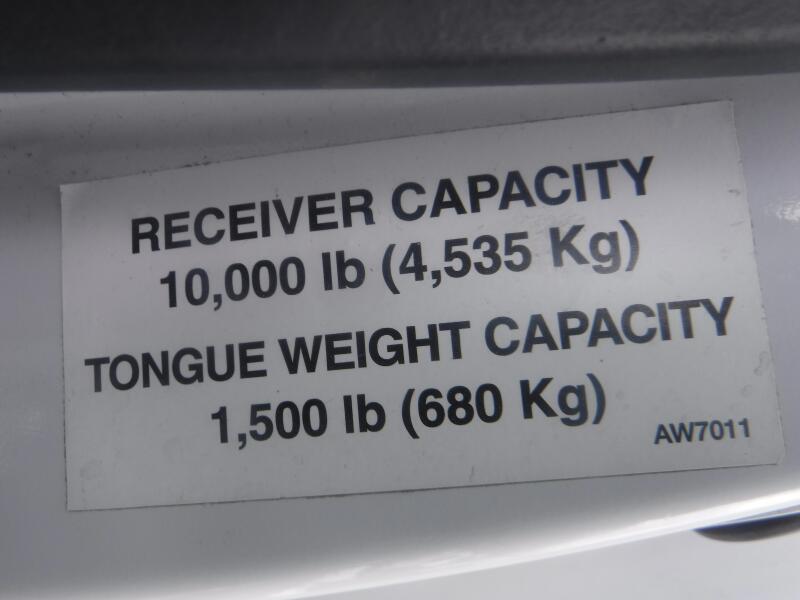 RECEIVER CAPACITY
10,000 lb (4,535 Kg)
TONGUE WEIGHT CAPACITY
1,500 lb (680 Kg)
AW7011